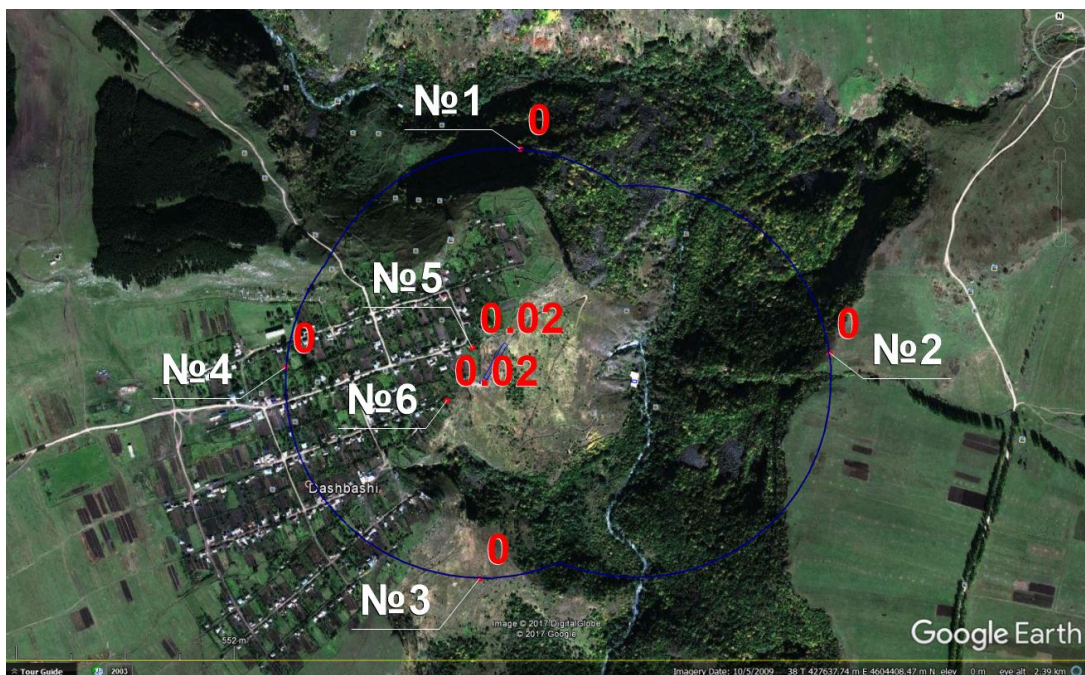 N
№1
0
№5
0.02
0
0
№4
0.02
№2
№6
Dashbashi
0
№3
Image © 2017 DigitalGlobe
© 2017 Google
552 m
Google Earth
Tour Guide
2003
Imagery Date: 10/5/2009 38 T 427637.74 m E 4604408.47 m N elev 0 m eye alt 2.39 km